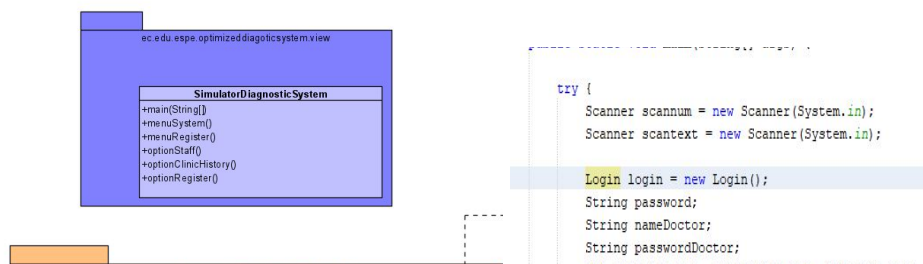 ec.edu.espe.optimizeddiagoticsystem.view
SimulatorDiagnosticSystem
+main(String[])
+menuSystem()
+menuRegister()
+optionStaff()
+optionClinicHistory()
+optionRegister()
try {
Scanner scannum = new Scanner(System.in);
Scanner scantext = new Scanner(System.in);
Login login = new Login();
String password;
String nameDoctor;
String passwordDoctor;